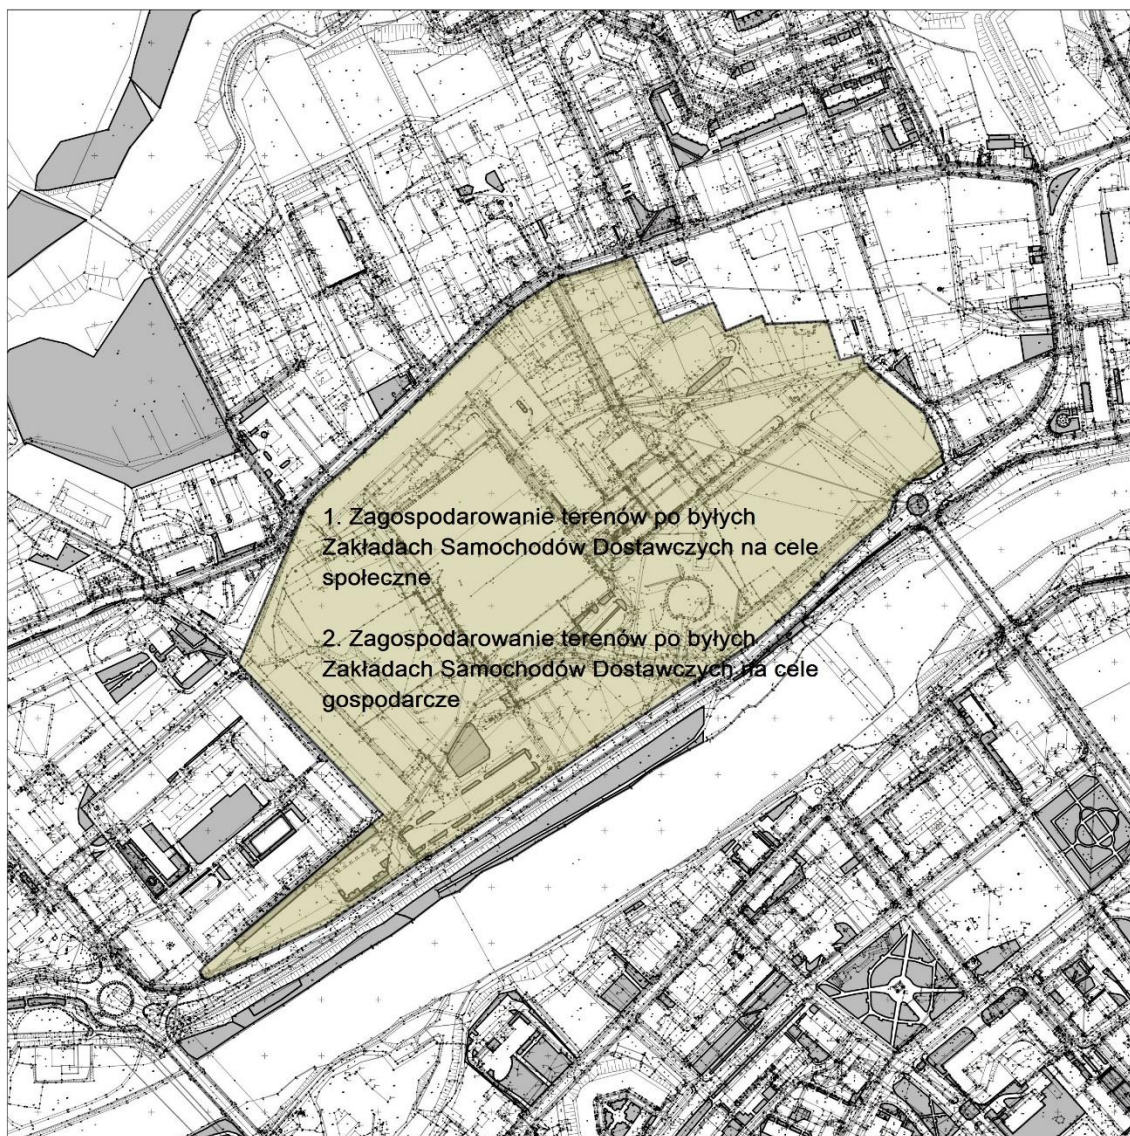 1. Zagospodarowanie terenów po byłych
Zakładach Samochodów Dostawczych na cele
społeczne
2. Zagospodarowanie terenów po byłych
Zakładach Samochodów Dostawczych na cele
gospodarcze